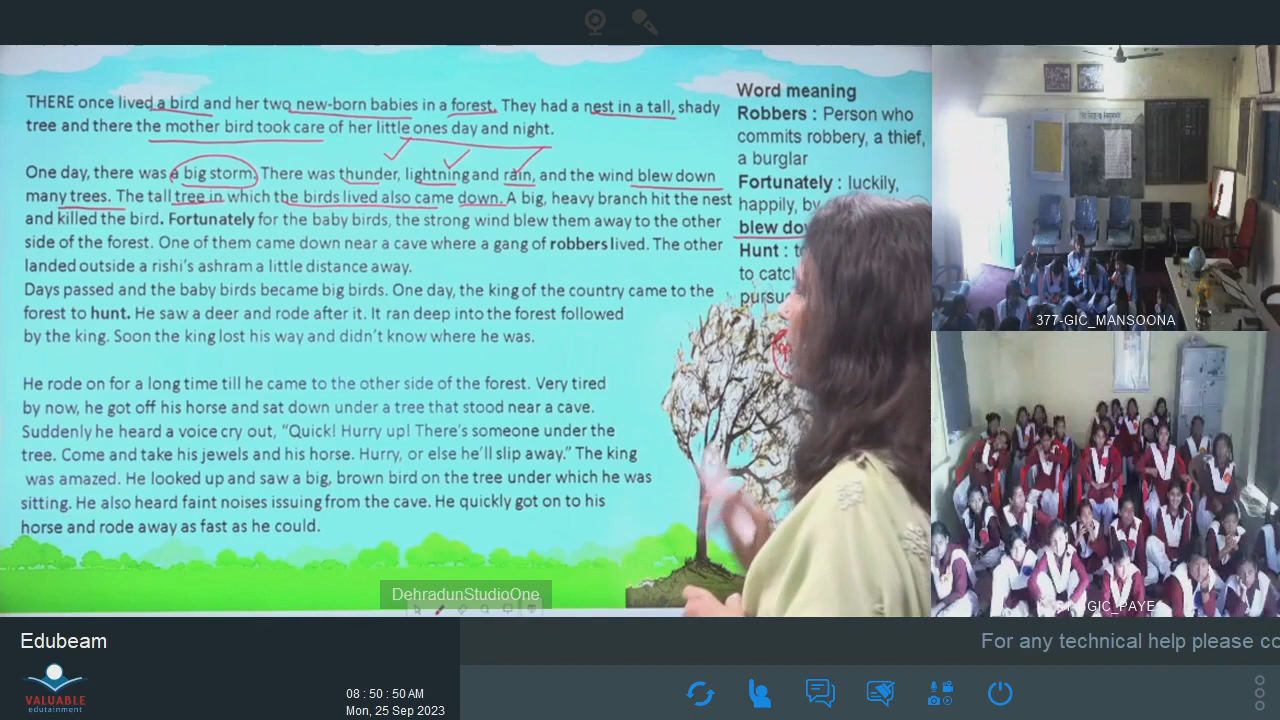 THERE once lived a bird and her two new-born babies in a forest. They had a nest in a tall, shady
tree and there the mother bird took care of her little ones day and night.
One day, there was a big storm. There was thunder, lightning and rain, and the wind blew down
many trees. The tall tree in which the birds lived also came down. A big, heavy branch hit the nest
and killed the bird. Fortunately for the baby birds, the strong wind blew them away to the other
side of the forest. One of them came down near a cave where a gang of robbers lived. The other
landed outside a rishi's ashram a little distance away.
Days passed and the baby birds became big birds. One day, the king of the country came to the
forest to hunt. He saw a deer and rode after it. It ran deep into the forest followed
by the king. Soon the king lost his way and didn't know where he was.
He rode on for a long time till he came to the other side of the forest. Very tired
by now, he got off his horse and sat down under a tree that stood near a cave.
Suddenly he heard a voice cry out, "Quick! Hurry up! There's someone under the
tree. Come and take his jewels and his horse. Hurry, or else he'll slip away." The king
was amazed. He looked up and saw a big, brown bird on the tree under which he was
sitting. He also heard faint noises issuing from the cave. He quickly got on to his
horse and rode away as fast as he could.
Word meaning
Robbers : Person who
commits robbery, a thief,
a burglar
Fortunately : luckily,
happily, by
blew
Hunt :
to catch
377-GIC_MANSOONA
GIC_PAYE
DehradunStudioOne
Edubeam
For any technical help please co
VALUABLE
edutainment
08 : 50 : 50 AM
Mon, 25 Sep 2023